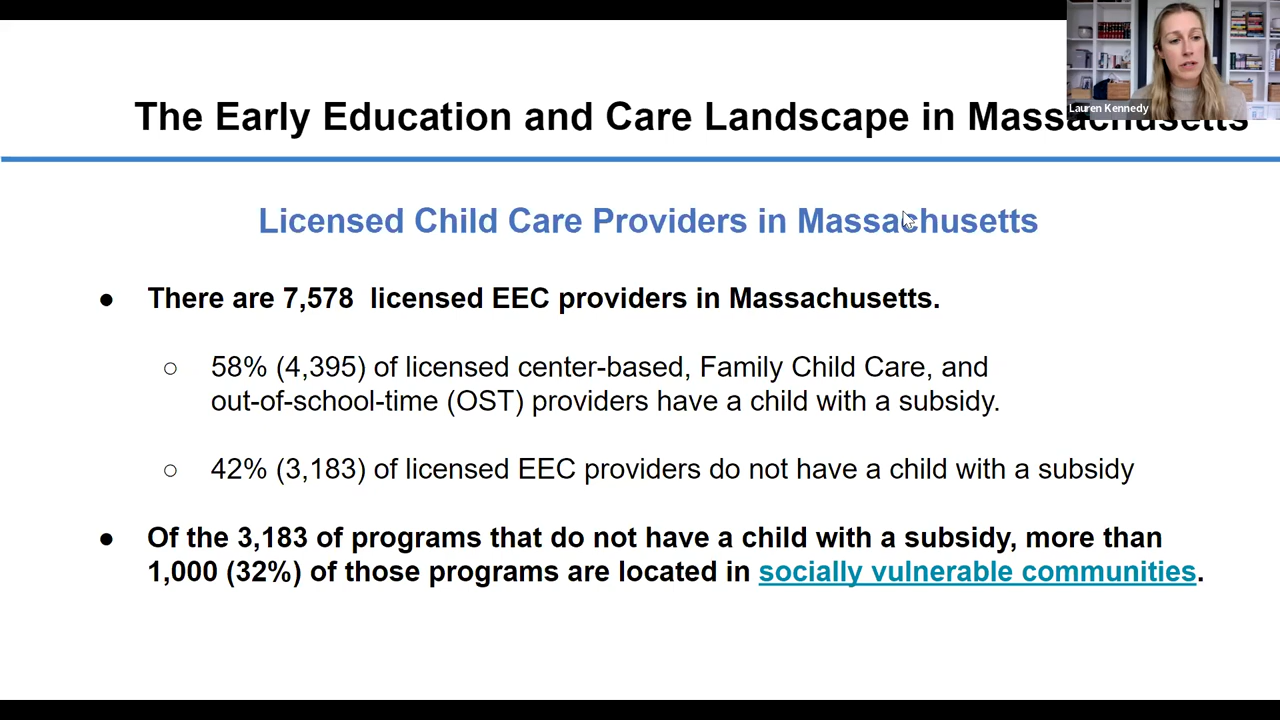 The Early Education and Care Landscape in Massachusetts
Lauren Kennedy
Licensed Child Care Providers in Massachusetts
● There are 7,578 licensed EEC providers in Massachusetts.
○ 58% (4,395) of licensed center-based, Family Child Care, and
out-of-school-time (OST) providers have a child with a subsidy.
○ 42% (3,183) of licensed EEC providers do not have a child with a subsidy
● Of the 3,183 of programs that do not have a child with a subsidy, more than
1,000 (32%) of those programs are located in socially vulnerable communities.